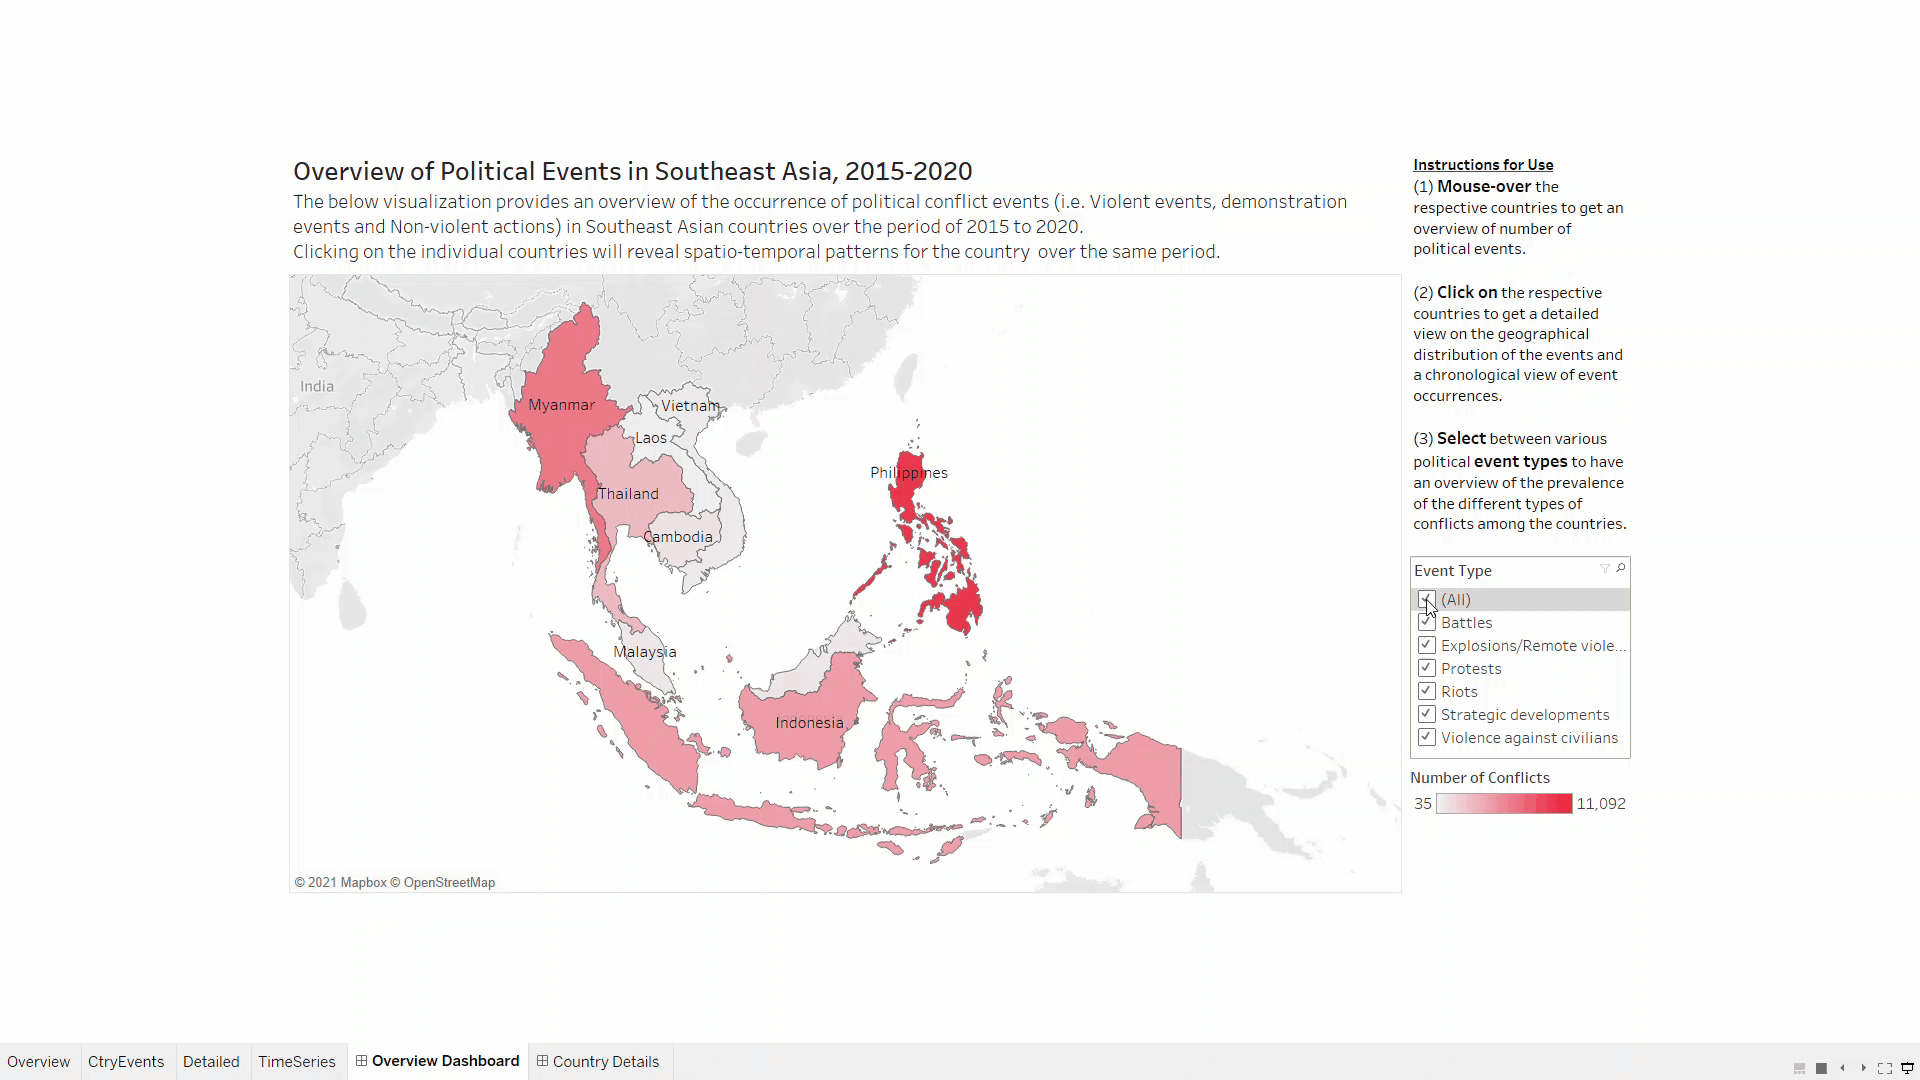 Overview of Political Events in Southeast Asia, 2015-2020
The below visualization provides an overview of the occurrence of political conflict events (i.e. Violent events, demonstration
events and Non-violent actions) in Southeast Asian countries over the period of 2015 to 2020.
Clicking on the individual countries will reveal spatio-temporal patterns for the country over the same period.
India
Myanmar
Vietnam
Laos
Philippines
Thailand
Cambodia
Malaysia
Indonesia
© 2021 Mapbox © OpenStreetMap
Instructions for Use
(1) Mouse-over the
respective countries to get an
overview of number of
political events.
(2) Click on the respective
countries to get a detailed
view on the geographical
distribution of the events and
a chronological view of event
occurrences.
(3) Select between various
political event types to have
an overview of the prevalence
of the different types of
conflicts among the countries.
Event Type
(All)
Battles
Explosions/Remote viole...
Protests
Riots
Strategic developments
Violence against civilians
Number of Conflicts
35 11,092
Overview CtryEvents Detailed TimeSeries Overview Dashboard Country Details